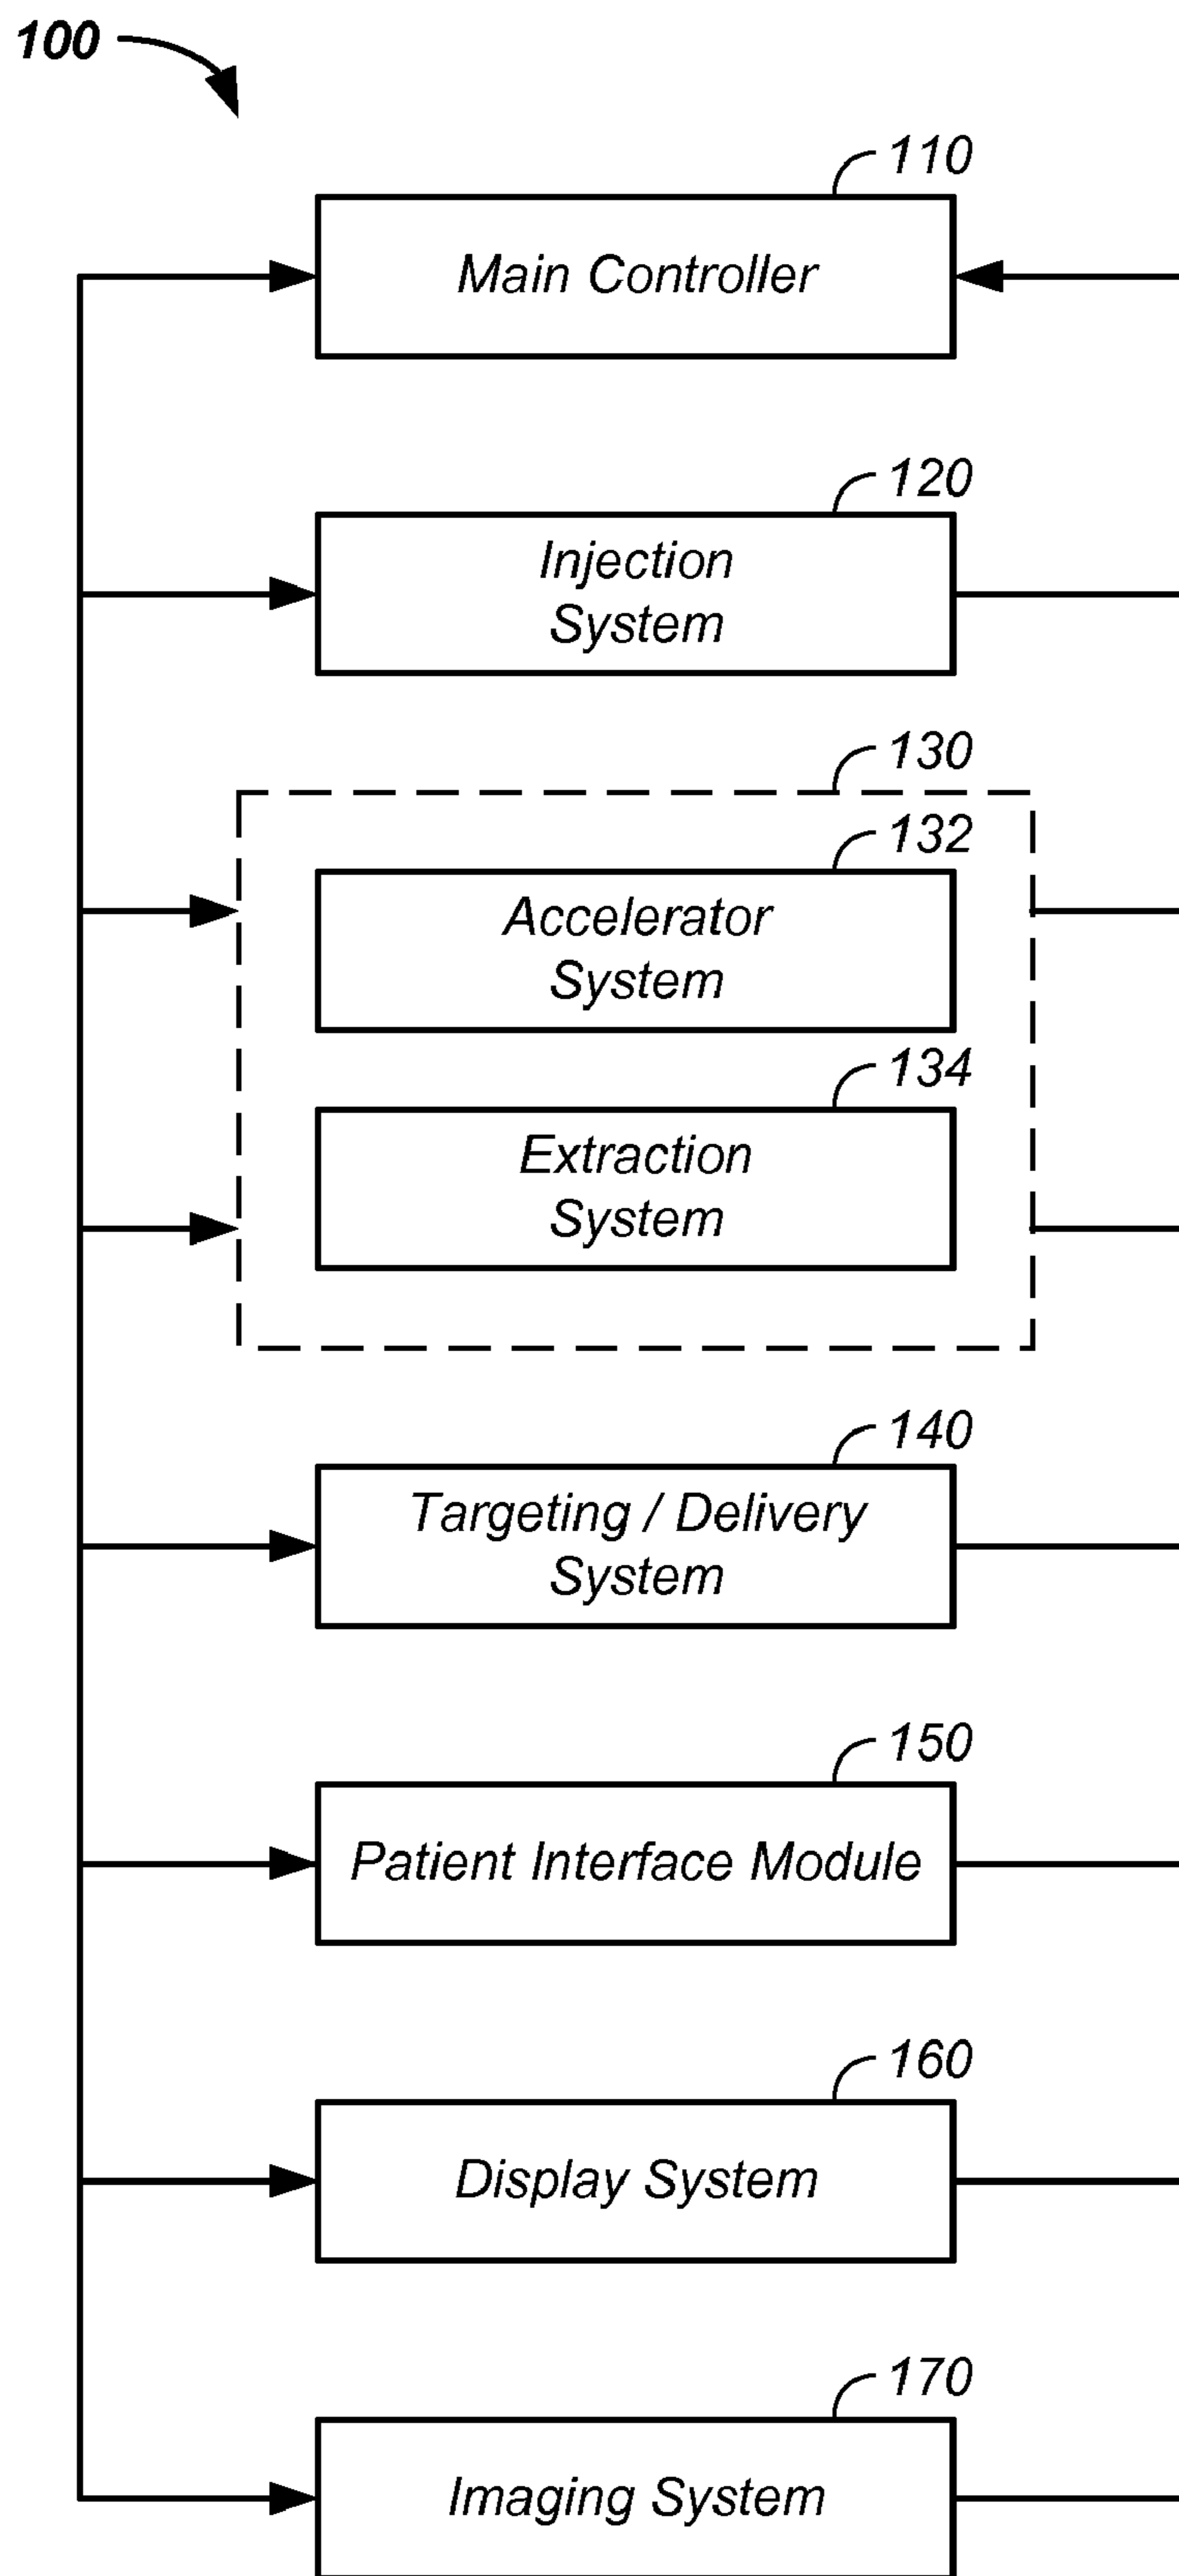 100
110
Main Controller
120
Injection
System
130
132
Accelerator
System
134
Extraction
System
140
Targeting / Delivery
System
150
Patient Interface Module
160
Display System
170
Imaging System